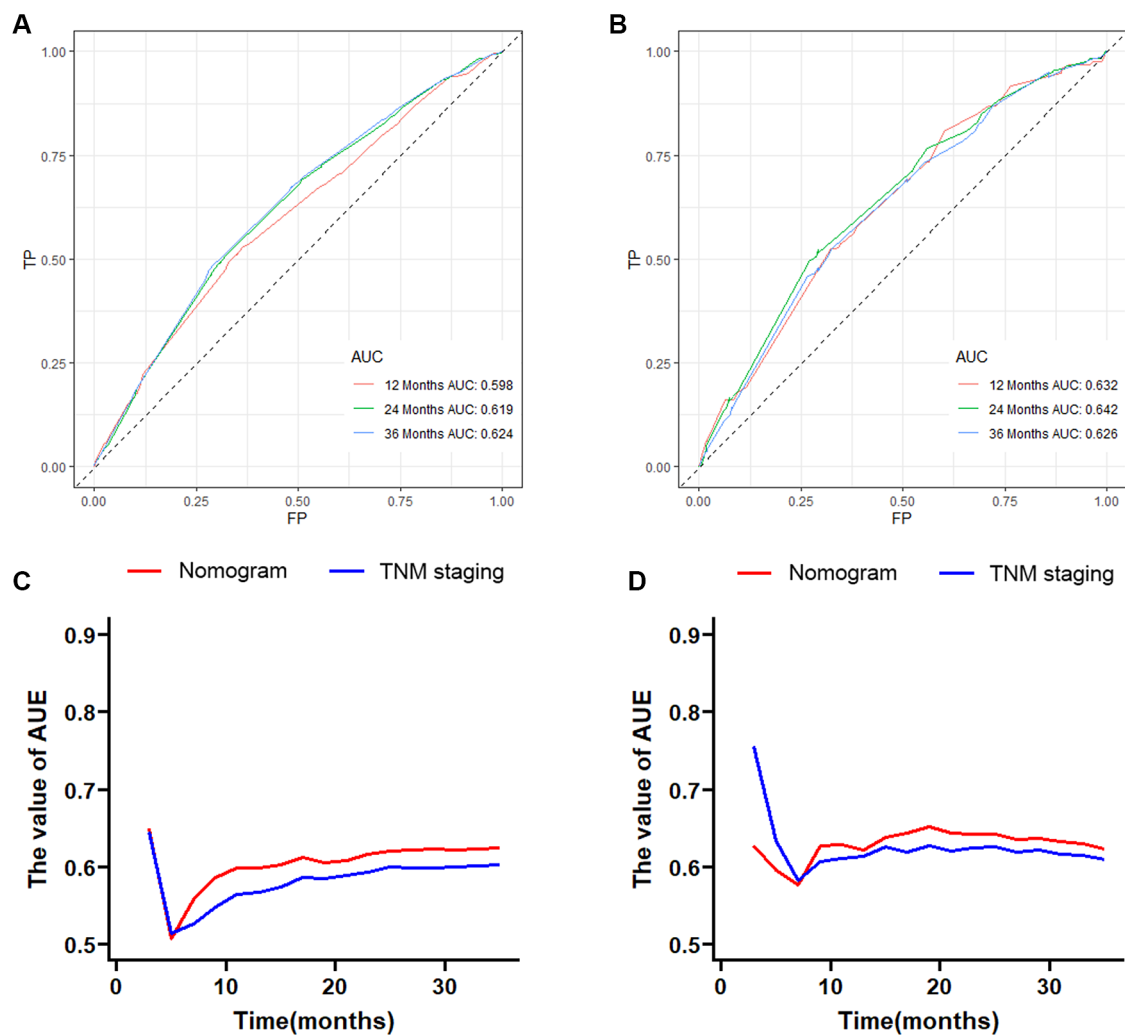 A
1.00
0.75
0.50
0.25
0.00
TP
0.00 0.25 0.50 0.75 1.00
FP
AUC
12 Months AUC: 0.598
24 Months AUC: 0.619
36 Months AUC: 0.624
B
1.00
0.75
0.50
0.25
0.00
TP
0.00 0.25 0.50 0.75 1.00
FP
AUC
12 Months AUC: 0.632
24 Months AUC: 0.642
36 Months AUC: 0.626
C
Nomogram TNM staging
0.9
0.8
0.7
0.6
0.5
The value of AUE
0 10 20 30
Time(months)
D
Nomogram TNM staging
0.9
0.8
0.7
0.6
0.5
The value of AUE
0 10 20 30
Time(months)